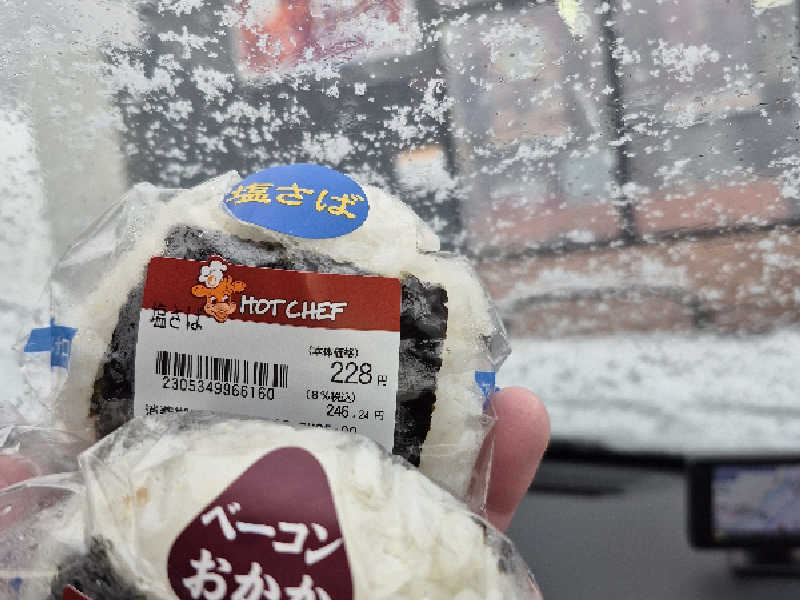 塩さば
HOT CHEF
塩さば
(本体価格)
228円
2305349966160
(8%税込)
246.24円
ベーコン
おかか